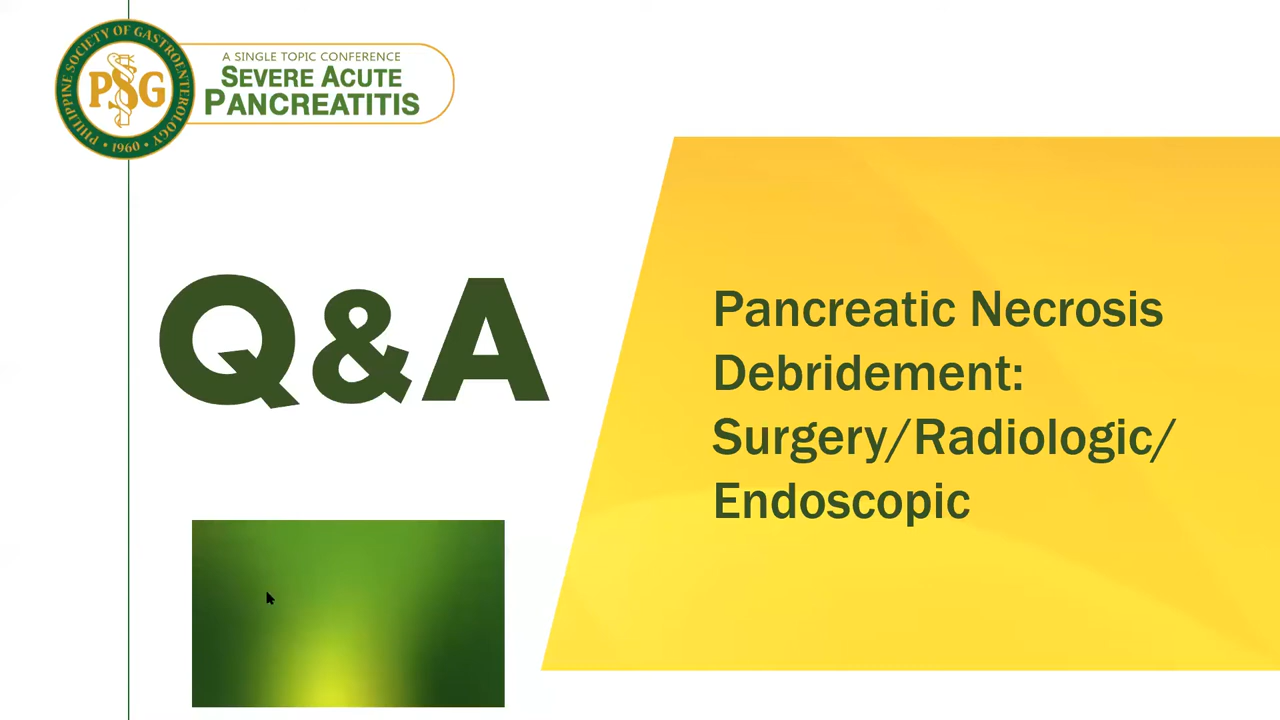 PHILIPPINE SOCIETY OF GASTROENTEROLOGY
PSG
• 1960 •
A SINGLE TOPIC CONFERENCE
SEVERE ACUTE
PANCREATITIS
Q&A
Pancreatic Necrosis
Debridement:
Surgery/Radiologic/
Endoscopic